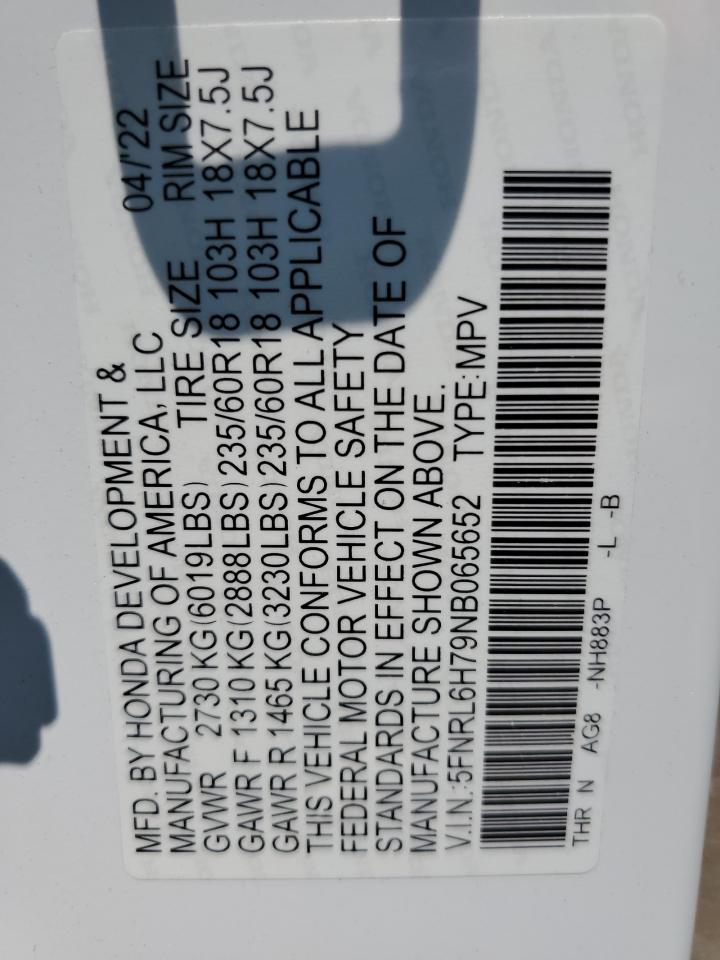 MFD. BY HONDA DEVELOPMENT &
MANUFACTURING OF AMERICA, LLC 04/'22
GVWR 2730 KG(6019LBS) TIRE SIZE RIM SIZE
GAWR F 1310 KG(2888LBS)235/60R18 103H 18X7.5J
GAWR R 1465 KG(3230LBS)235/60R18 103H 18X7.5J
THIS VEHICLE CONFORMS TO ALL APPLICABLE
FEDERAL MOTOR VEHICLE SAFETY
STANDARDS IN EFFECT ON THE DATE OF
MANUFACTURE SHOWN ABOVE.
V.I.N.:5FNRL6H79NB065652 TYPE:MPV
THR N AG8 -NH883P -L -B